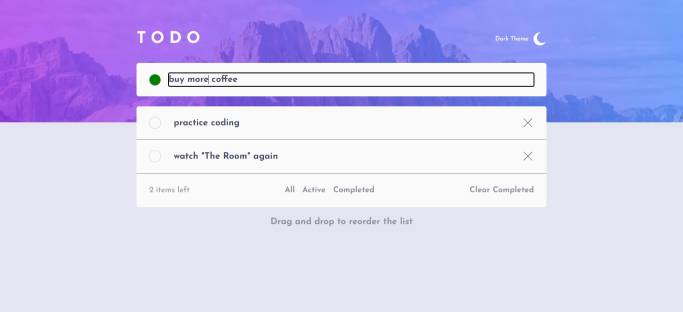 TODO
Dark Theme
buy more coffee
practice coding
watch "The Room" again
2 items left All Active Completed Clear Completed
Drag and drop to reorder the list